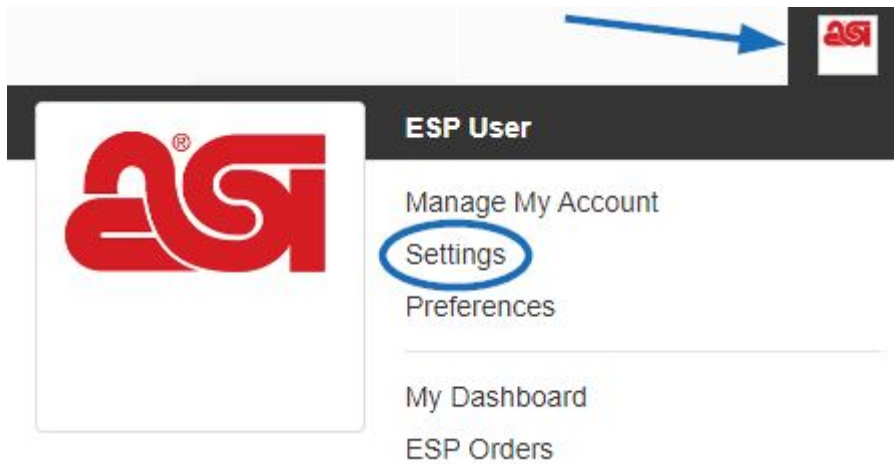 asi
ESP User
®
asi
Manage My Account
Settings
Preferences
My Dashboard
ESP Orders